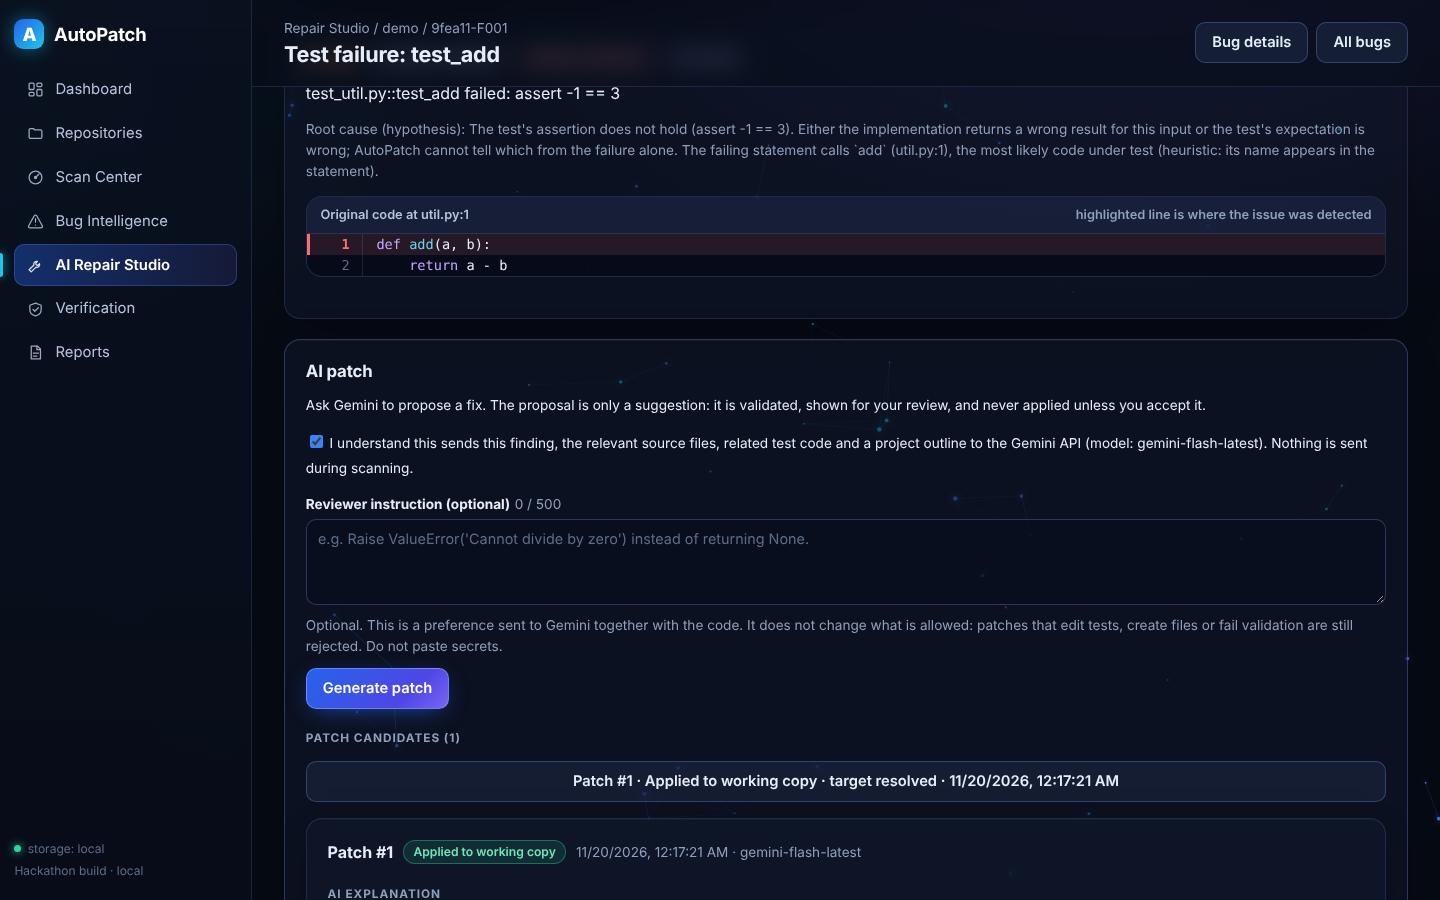 A AutoPatch
Dashboard
Repositories
Scan Center
Bug Intelligence
AI Repair Studio
Verification
Reports
storage: local
Hackathon build · local
Repair Studio / demo / 9fea11-F001
Test failure: test_add
Bug details
All bugs
test_util.py::test_add failed: assert -1 == 3
Root cause (hypothesis): The test's assertion does not hold (assert -1 == 3). Either the implementation returns a wrong result for this input or the test's expectation is
wrong; AutoPatch cannot tell which from the failure alone. The failing statement calls `add` (util.py:1), the most likely code under test (heuristic: its name appears in the
statement).
Original code at util.py:1
highlighted line is where the issue was detected
1 def add(a, b):
2 return a - b
AI patch
Ask Gemini to propose a fix. The proposal is only a suggestion: it is validated, shown for your review, and never applied unless you accept it.
I understand this sends this finding, the relevant source files, related test code and a project outline to the Gemini API (model: gemini-flash-latest). Nothing is sent
during scanning.
Reviewer instruction (optional) 0 / 500
e.g. Raise ValueError('Cannot divide by zero') instead of returning None.
Optional. This is a preference sent to Gemini together with the code. It does not change what is allowed: patches that edit tests, create files or fail validation are still
rejected. Do not paste secrets.
Generate patch
PATCH CANDIDATES (1)
Patch #1 · Applied to working copy · target resolved · 11/20/2026, 12:17:21 AM
Patch #1 Applied to working copy 11/20/2026, 12:17:21 AM · gemini-flash-latest
AI EXPLANATION